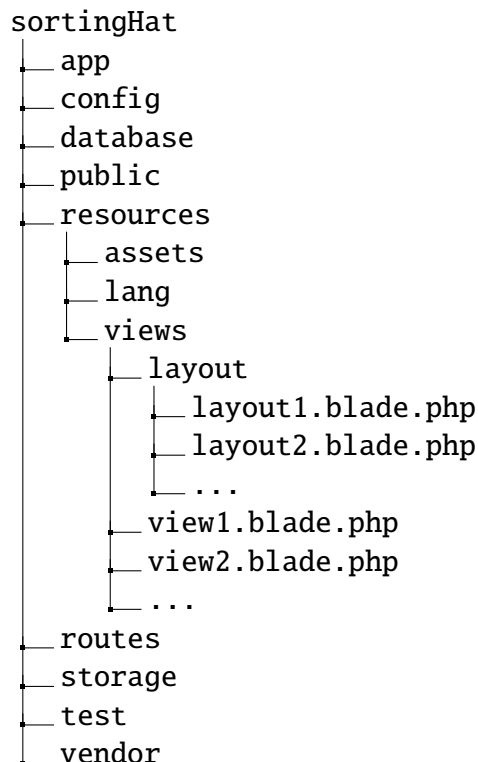 sortingHat
app
config
database
public
resources
assets
lang
views
layout
layout1.blade.php
layout2.blade.php
...
view1.blade.php
view2.blade.php
...
routes
storage
test
vendor